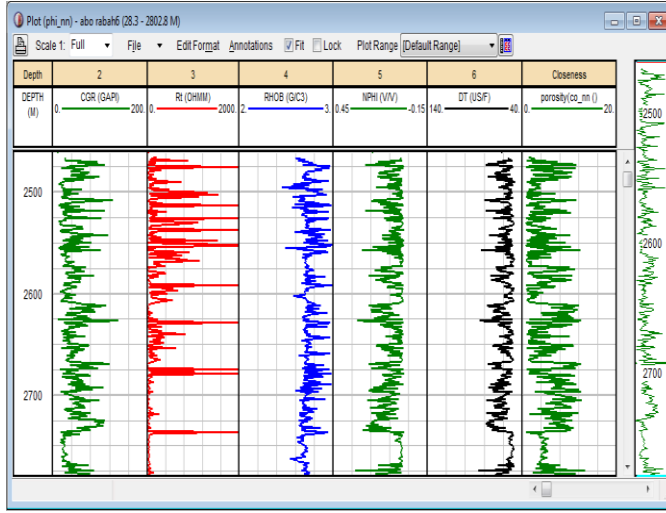 Plot (phi_nn) - abo rabah6 (28.3 - 2802.8 M)
Scale 1: Full File Edit Format Annotations Fit Lock Plot Range [Default Range]
Depth 2 3 4 5 6 Closeness
DEPTH (M) CGR (GAPI) Rt (OHMM) RHOB (G/C3) NPHI (V/V) DT (US/F) porosity(co_nn ()
0. 200. 0. 2000. 2. 3. 0.45 -0.15 140. 40. 0. 20.
2500
2500
2600
2600
2700
2700